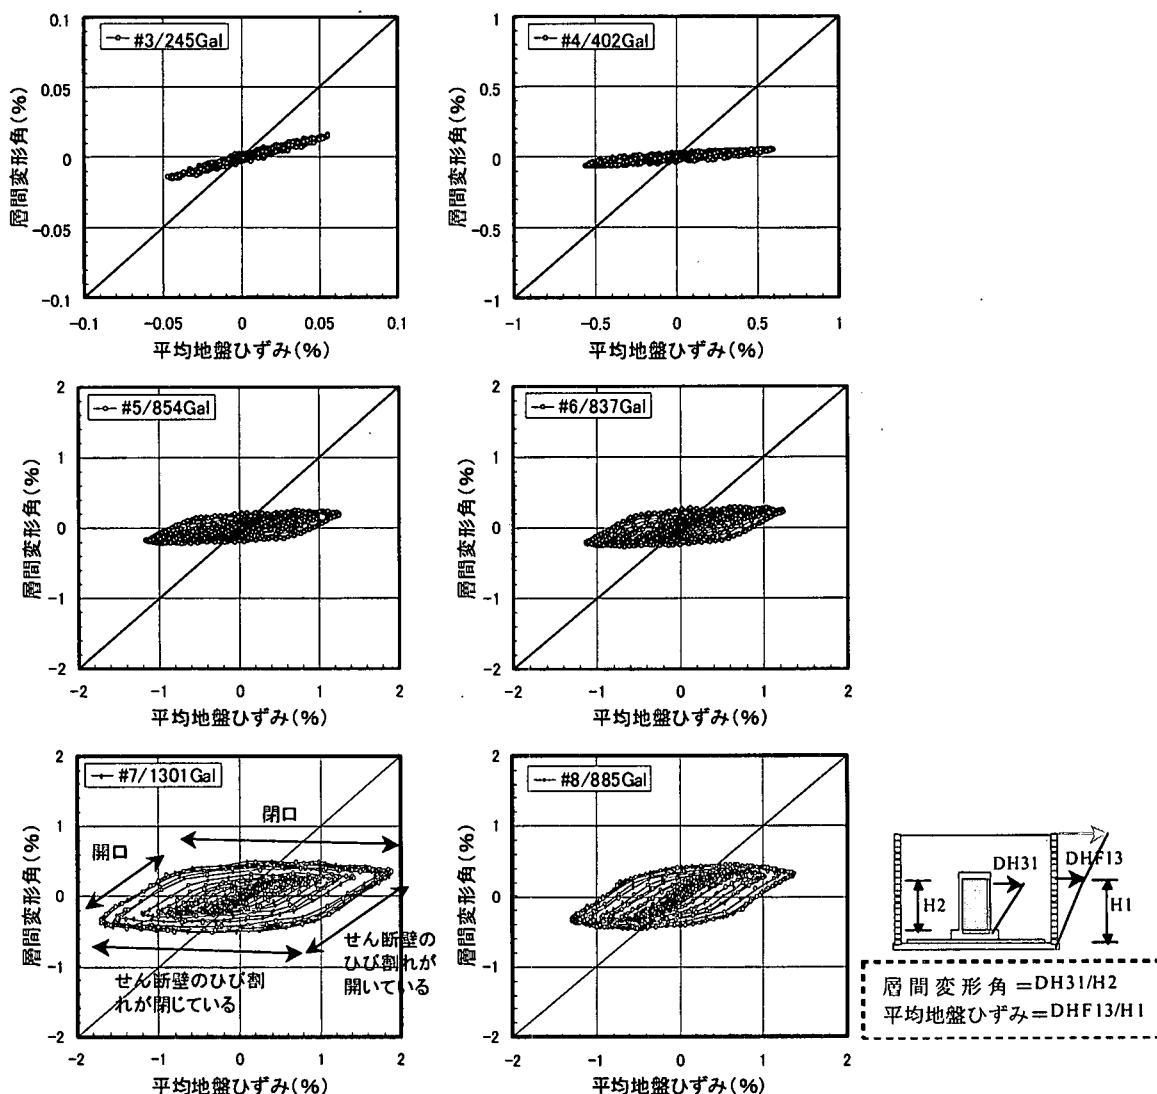 #3/245Gal
0.1
0.05
0
-0.05
-0.1
層間変形角(%)
-0.1 -0.05 0 0.05 0.1
平均地盤ひずみ(%)
#4/402Gal
1
0.5
0
-0.5
-1
層間変形角(%)
-1 -0.5 0 0.5 1
平均地盤ひずみ(%)
#5/854Gal
2
1
0
-1
-2
層間変形角(%)
-2 -1 0 1 2
平均地盤ひずみ(%)
#6/837Gal
2
1
0
-1
-2
層間変形角(%)
-2 -1 0 1 2
平均地盤ひずみ(%)
#7/1301Gal
2
1
0
-1
-2
層間変形角(%)
閉口
開口
せん断壁のひび割
れが閉じている
せん断壁の
ひび割れが
開いている
-2 -1 0 1 2
平均地盤ひずみ(%)
#8/885Gal
2
1
0
-1
-2
層間変形角(%)
-2 -1 0 1 2
平均地盤ひずみ(%)
DH31
DHF13
H2
H1
層間変形角=DH31/H2
平均地盤ひずみ=DHF13/H1